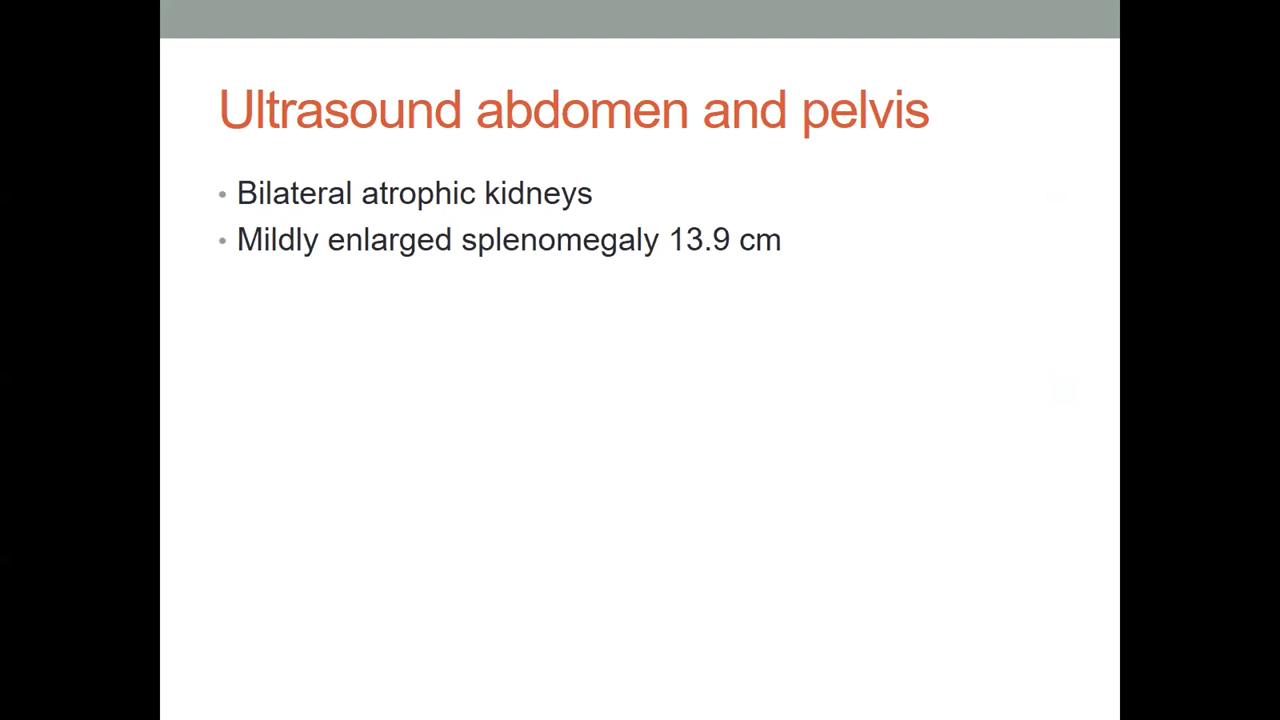 Ultrasound abdomen and pelvis
• Bilateral atrophic kidneys
• Mildly enlarged splenomegaly 13.9 cm